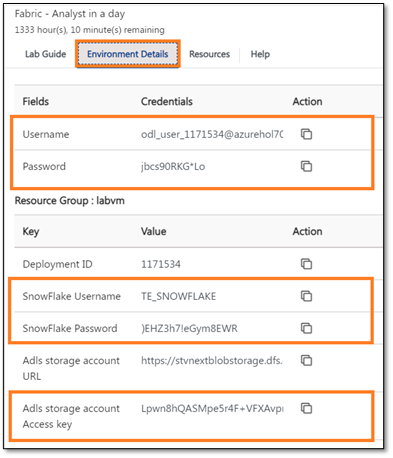 Fabric - Analyst in a day
1333 hour(s), 10 minute(s) remaining
Lab Guide Environment Details Resources Help
Fields Credentials Action
Username odl_user_1171534@azurehol70
Password jbcs90RKG*Lo
Resource Group : labvm
Key Value Action
Deployment ID 1171534
SnowFlake Username TE_SNOWFLAKE
SnowFlake Password )EHZ3h7!eGym8EWR
Adls storage account https://stvnextblobstorage.dfs.
URL
Adls storage account Lpwn8hQASMpe5r4F+VFXAvpr
Access key